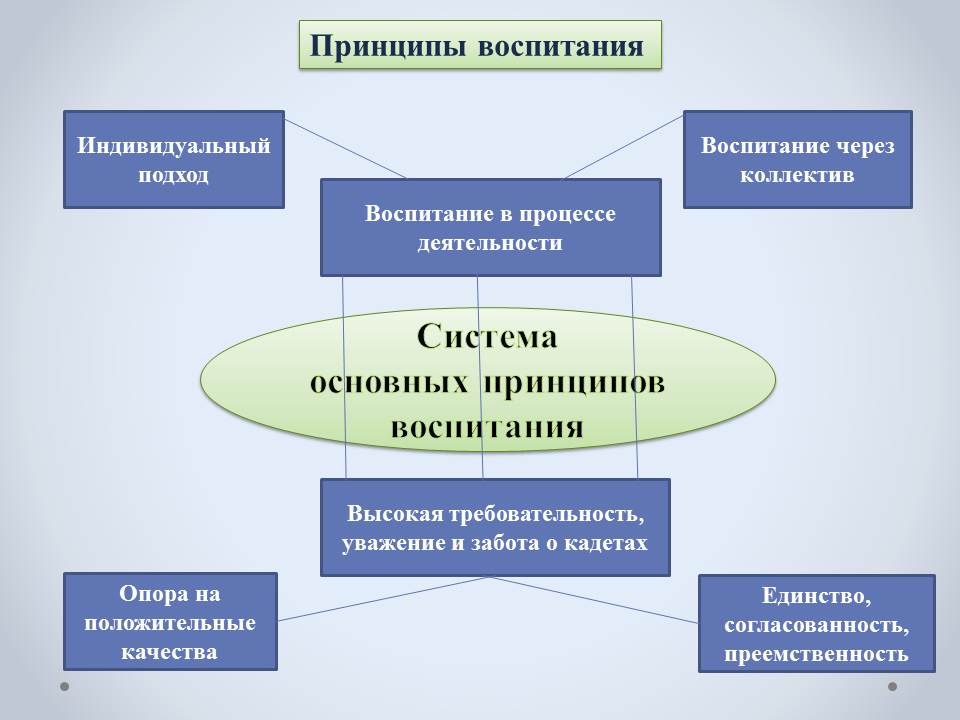 Принципы воспитания
Индивидуальный
подход
Воспитание через
коллектив
Воспитание в процессе
деятельности
Система
основных принципов
воспитания
Высокая требовательность,
уважение и забота о кадетах
Опора на
положительные
качества
Единство,
согласованность,
преемственность